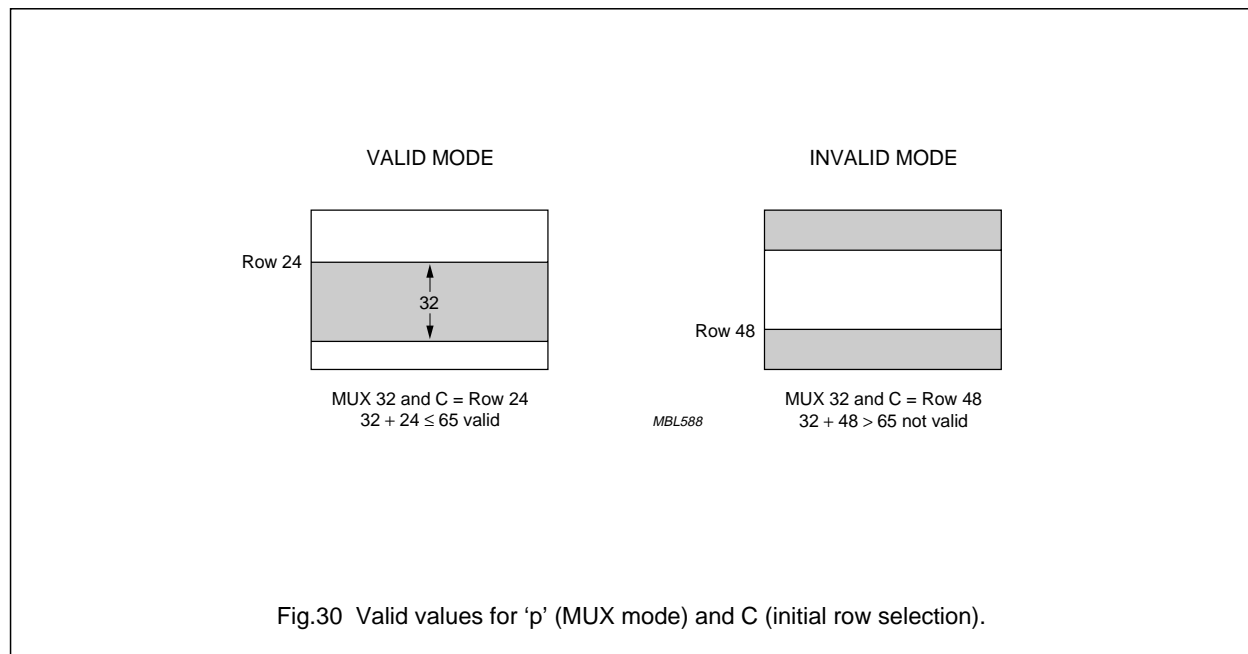 VALID MODE
Row 24
32
MUX 32 and C = Row 24
32 + 24 ≤ 65 valid
MBL588
INVALID MODE
Row 48
MUX 32 and C = Row 48
32 + 48 > 65 not valid
Fig.30 Valid values for ‘p’ (MUX mode) and C (initial row selection).